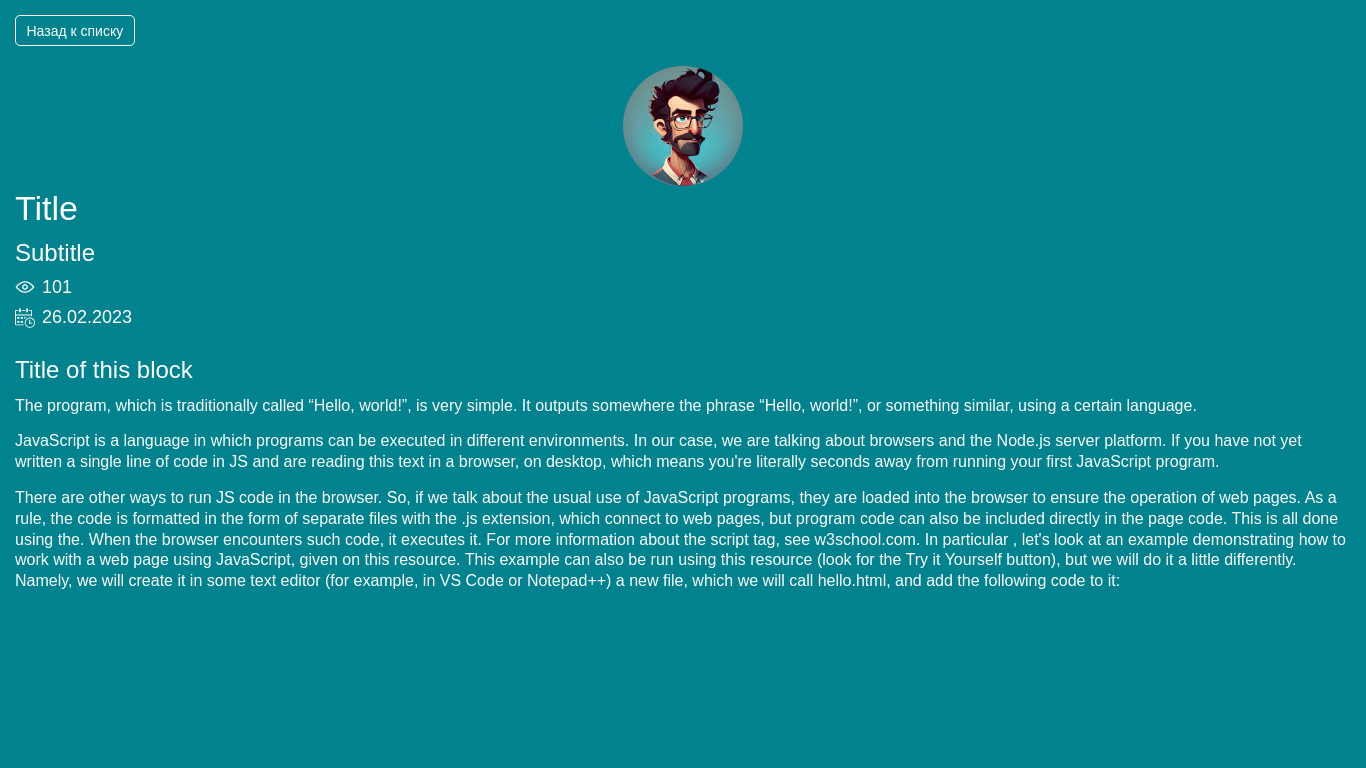 Назад к списку
Title
Subtitle
101
26.02.2023
Title of this block
The program, which is traditionally called “Hello, world!”, is very simple. It outputs somewhere the phrase “Hello, world!”, or something similar, using a certain language.
JavaScript is a language in which programs can be executed in different environments. In our case, we are talking about browsers and the Node.js server platform. If you have not yet
written a single line of code in JS and are reading this text in a browser, on desktop, which means you're literally seconds away from running your first JavaScript program.
There are other ways to run JS code in the browser. So, if we talk about the usual use of JavaScript programs, they are loaded into the browser to ensure the operation of web pages. As a
rule, the code is formatted in the form of separate files with the .js extension, which connect to web pages, but program code can also be included directly in the page code. This is all done
using the. When the browser encounters such code, it executes it. For more information about the script tag, see w3school.com. In particular , let's look at an example demonstrating how to
work with a web page using JavaScript, given on this resource. This example can also be run using this resource (look for the Try it Yourself button), but we will do it a little differently.
Namely, we will create it in some text editor (for example, in VS Code or Notepad++) a new file, which we will call hello.html, and add the following code to it: